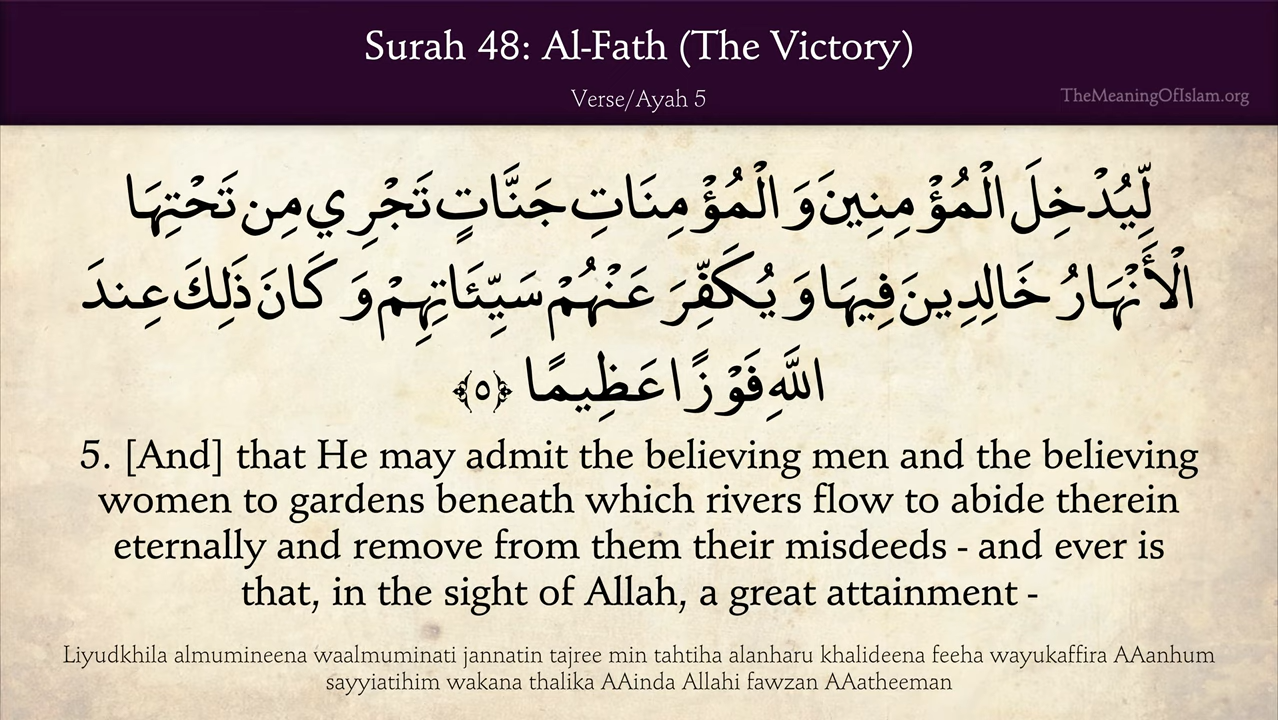 Surah 48: Al-Fath (The Victory)
Verse/Ayah 5
TheMeaningOfIslam.org
لِّيُدْخِلَ الْمُؤْمِنِينَ وَالْمُؤْمِنَاتِ جَنَّاتٍ تَجْرِي مِن تَحْتِهَا
الْأَنْهَارُ خَالِدِينَ فِيهَا وَيُكَفِّرَ عَنْهُمْ سَيِّئَاتِهِمْ وَكَانَ ذَلِكَ عِندَ
اللَّهِ فَوْزًا عَظِيمًا ﴿٥﴾
5. [And] that He may admit the believing men and the believing
women to gardens beneath which rivers flow to abide therein
eternally and remove from them their misdeeds - and ever is
that, in the sight of Allah, a great attainment -
Liyudkhila almumineena waalmuminati jannatin tajree min tahtiha alanharu khalideena feeha wayukaffira AAanhum
sayyiatihim wakana thalika AAinda Allahi fawzan AAatheeman